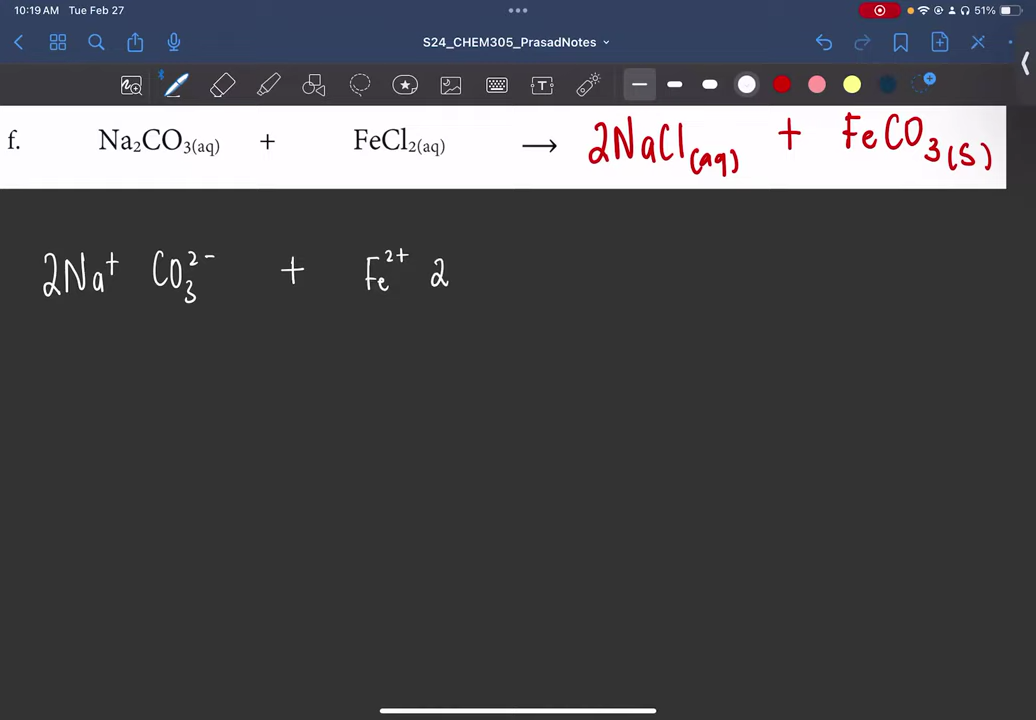 10:19 AM Tue Feb 27 51%
S24_CHEM305_PrasadNotes
f. Na₂CO₃(aq) + FeCl₂(aq) ⟶ 2NaCl(aq) + FeCO₃(s)
2Na⁺ CO₃²⁻ + Fe²⁺ 2